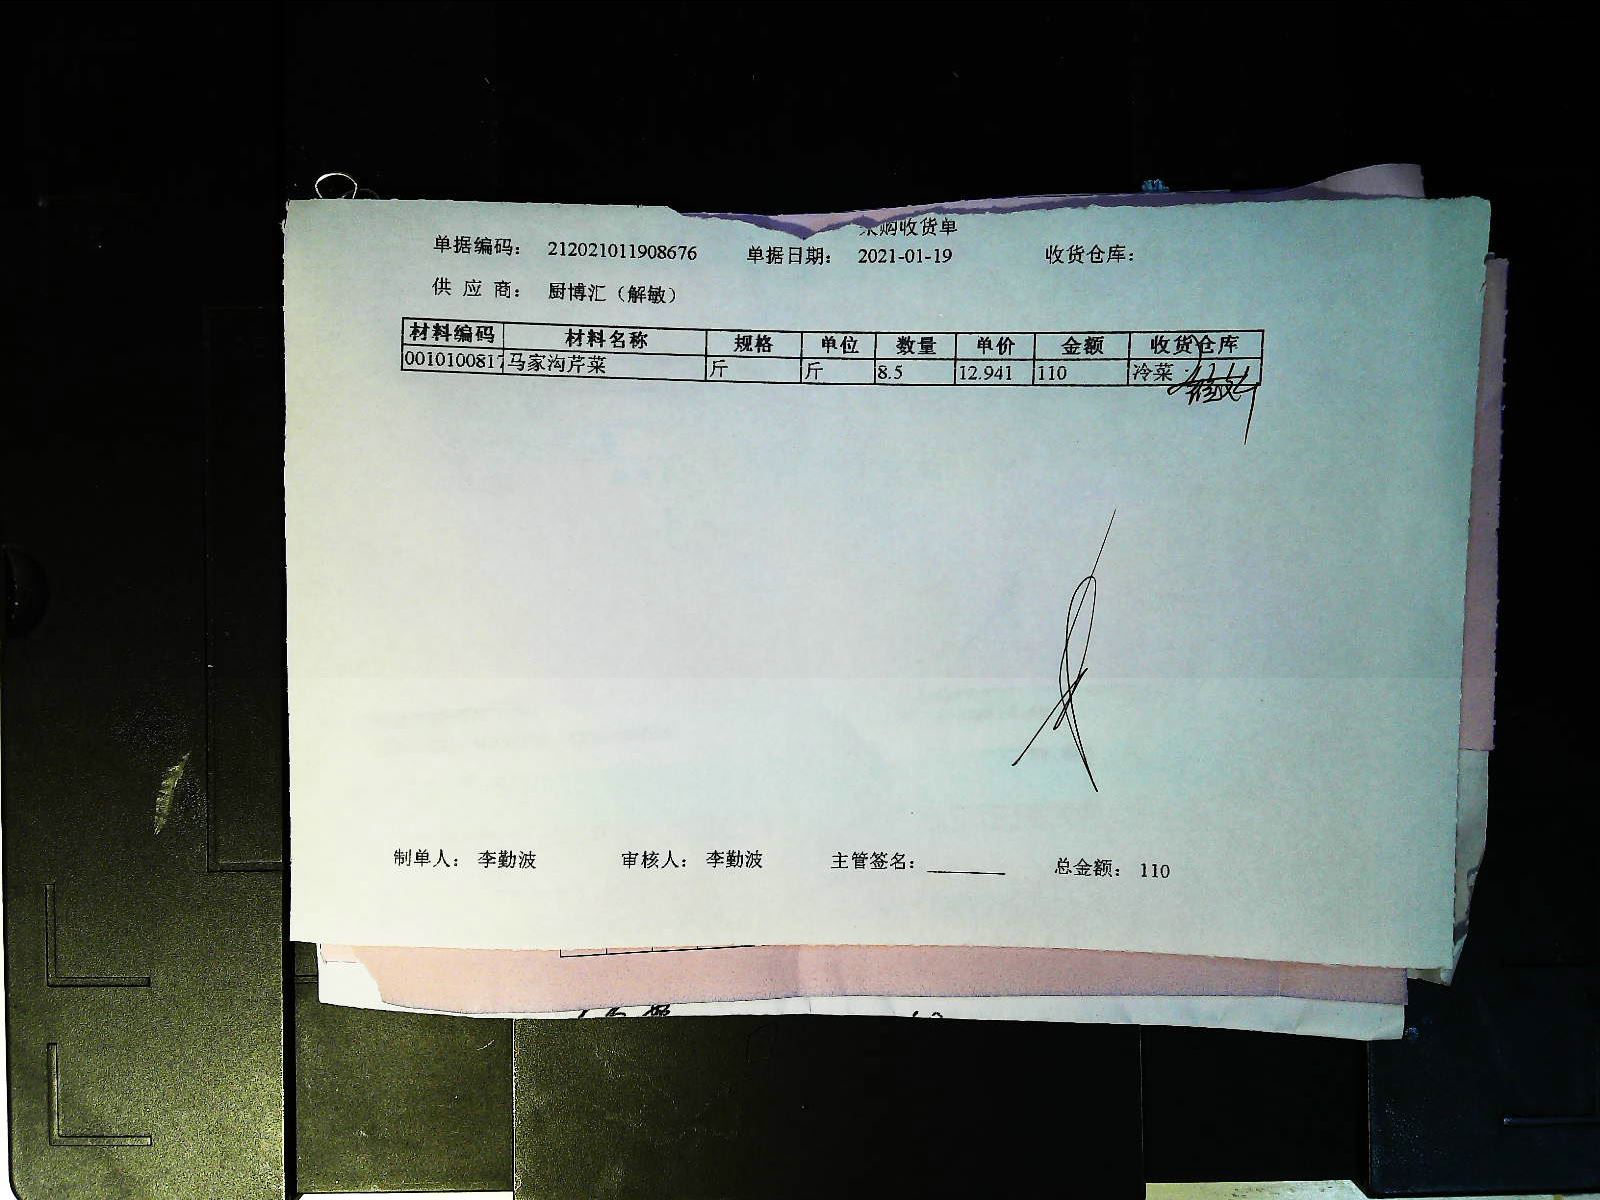 采购收货单
单据编码： 212021011908676 单据日期： 2021-01-19 收货仓库：
供 应 商： 厨博汇（解敏）
材料编码 材料名称 规格 单位 数量 单价 金额 收货仓库
0010100817 马家沟芹菜 斤 斤 8.5 12.941 110 冷菜
制单人： 李勤波 审核人： 李勤波 主管签名： 总金额： 110